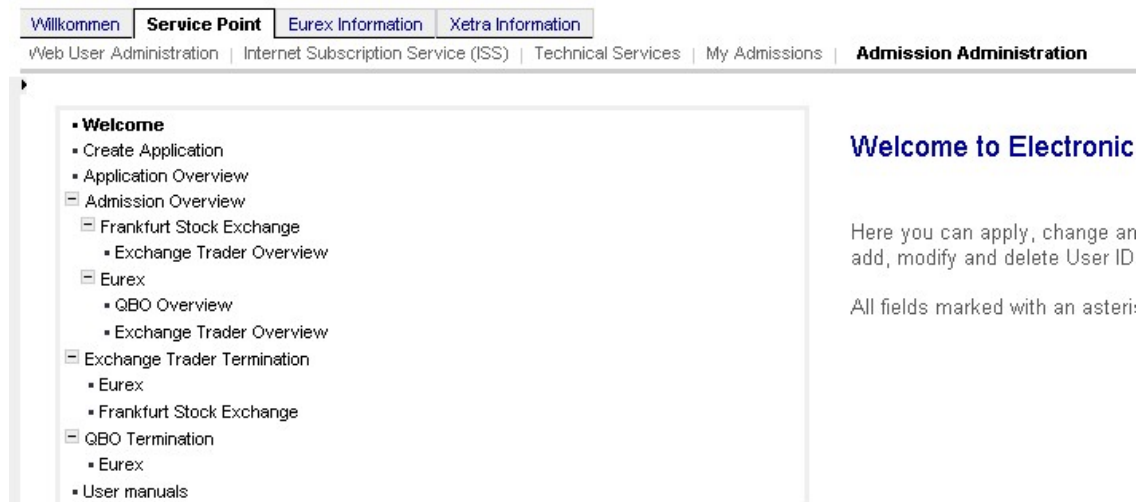 Willkommen Service Point Eurex Information Xetra Information
Web User Administration | Internet Subscription Service (ISS) | Technical Services | My Admissions | Admission Administration
Welcome
Create Application
Application Overview
Admission Overview
Frankfurt Stock Exchange
Exchange Trader Overview
Eurex
QBO Overview
Exchange Trader Overview
Exchange Trader Termination
Eurex
Frankfurt Stock Exchange
QBO Termination
Eurex
User manuals
Welcome to Electronic
Here you can apply, change an
add, modify and delete User ID
All fields marked with an asteris